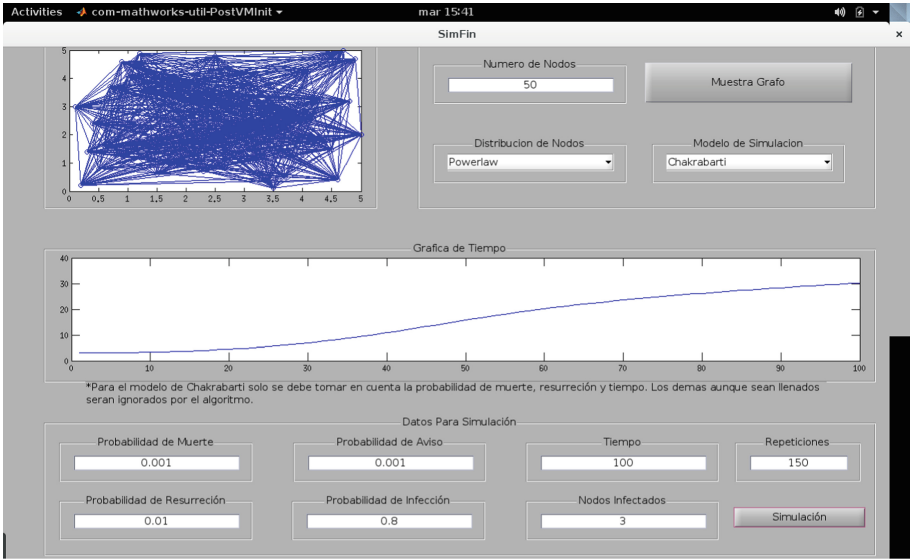 Activities com-mathworks-util-PostVMInit mar 15:41
SimFin ×
5
4
3
2
1
0
0 0.5 1 1.5 2 2.5 3 3.5 4 4.5 5
Numero de Nodos
50
Muestra Grafo
Distribucion de Nodos
Powerlaw
Modelo de Simulacion
Chakrabarti
Grafica de Tiempo
40
30
20
10
0
0 10 20 30 40 50 60 70 80 90 100
*Para el modelo de Chakrabarti solo se debe tomar en cuenta la probabilidad de muerte, resurreción y tiempo. Los demas aunque sean llenados
seran ignorados por el algoritmo.
Datos Para Simulación
Probabilidad de Muerte
0.001
Probabilidad de Aviso
0.001
Tiempo
100
Repeticiones
150
Probabilidad de Resurreción
0.01
Probabilidad de Infección
0.8
Nodos Infectados
3
Simulación